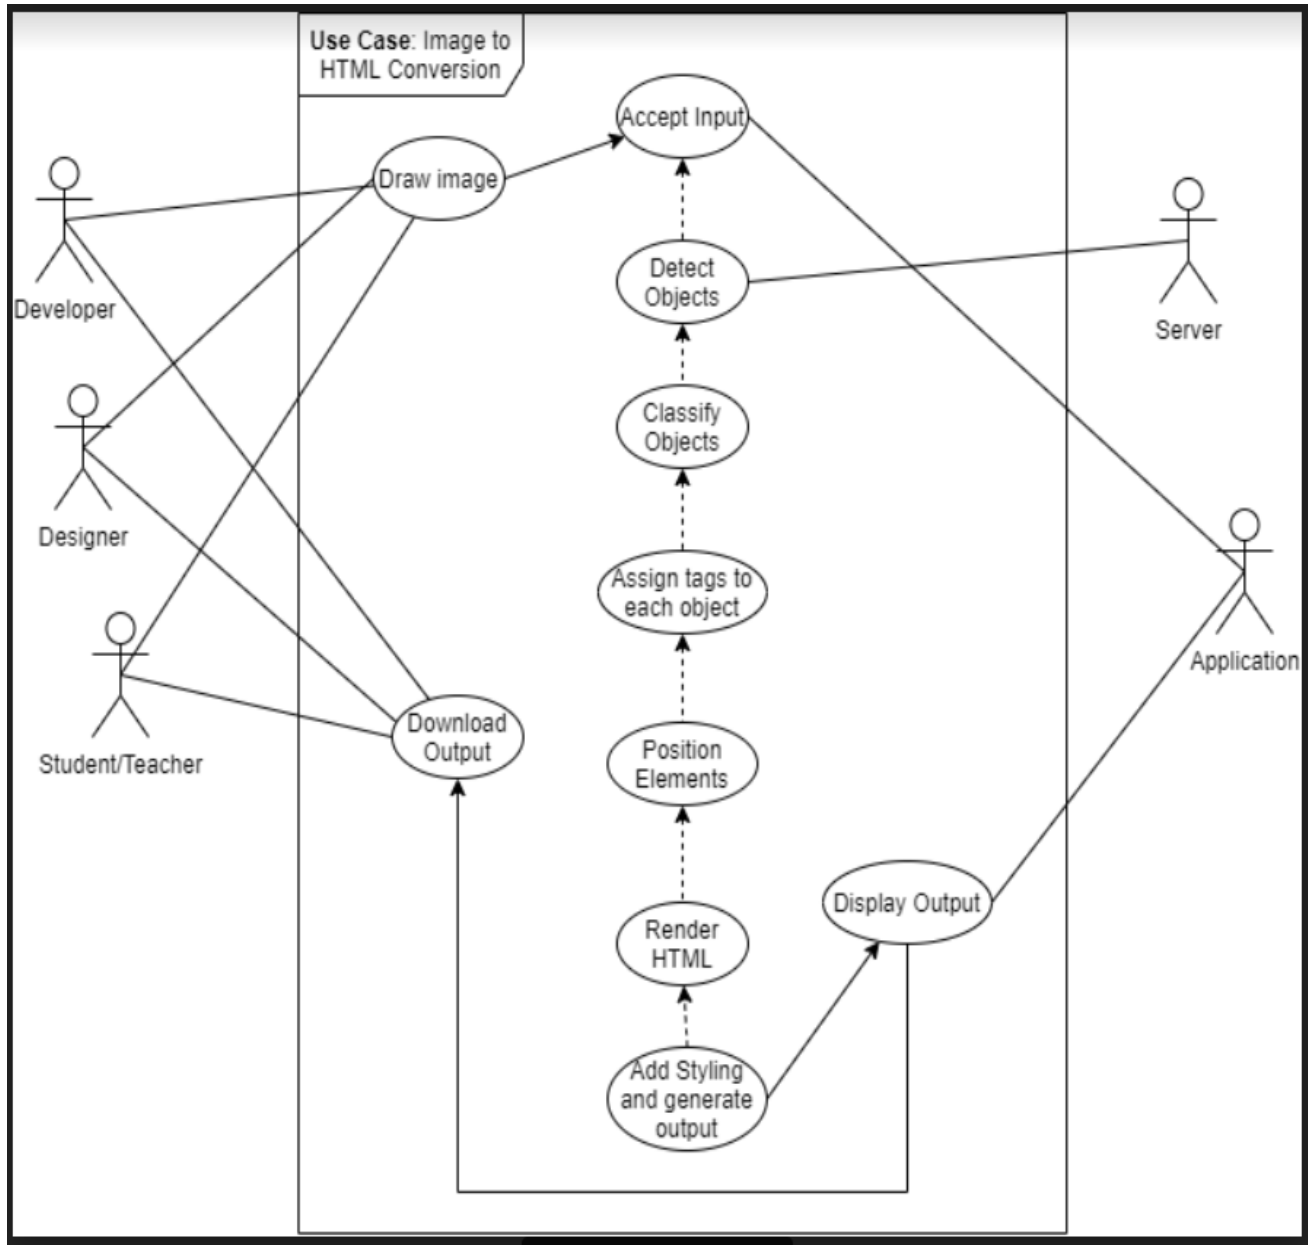 Use Case: Image to
HTML Conversion
Accept Input
Draw image
Detect
Objects
Developer
Server
Classify
Objects
Designer
Assign tags to
each object
Application
Student/Teacher
Download
Output
Position
Elements
Display Output
Render
HTML
Add Styling
and generate
output